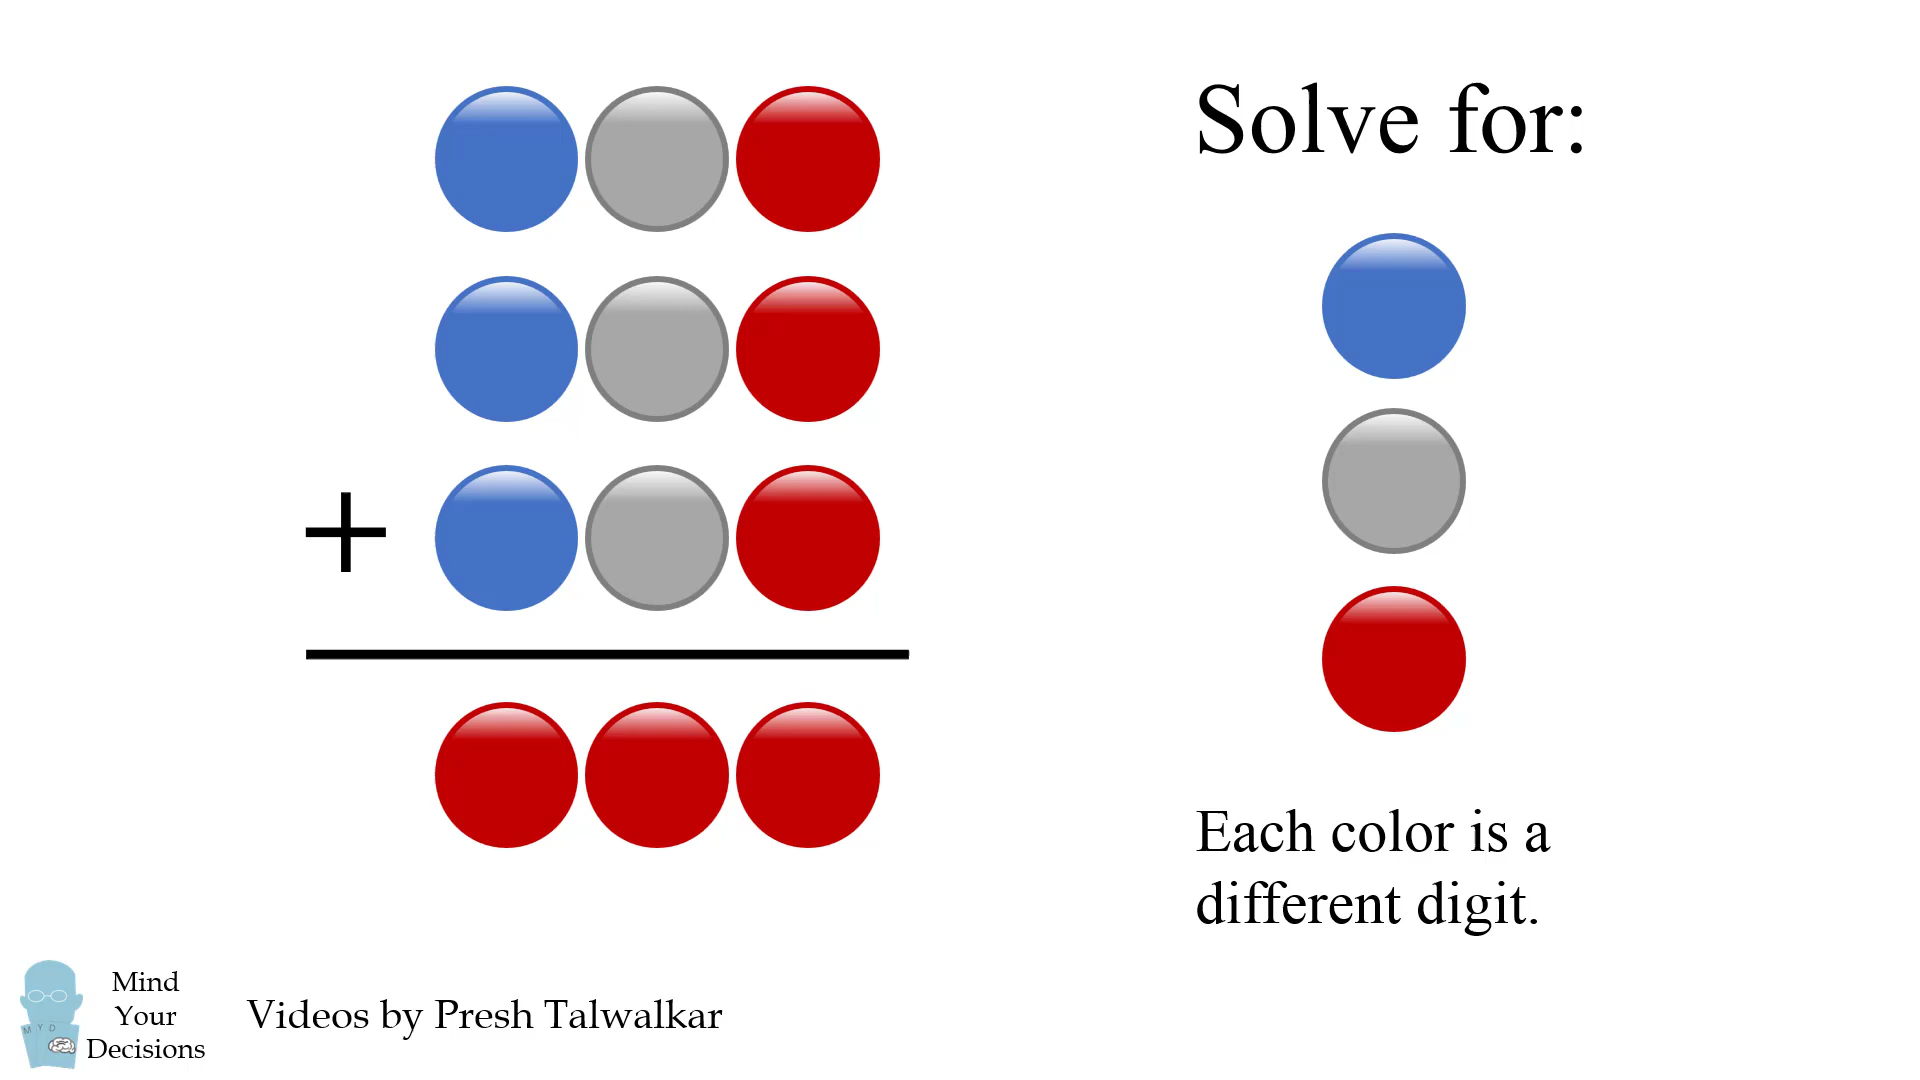 Solve for:
+
Each color is a
different digit.
M Y D
Mind
Your
Decisions
Videos by Presh Talwalkar